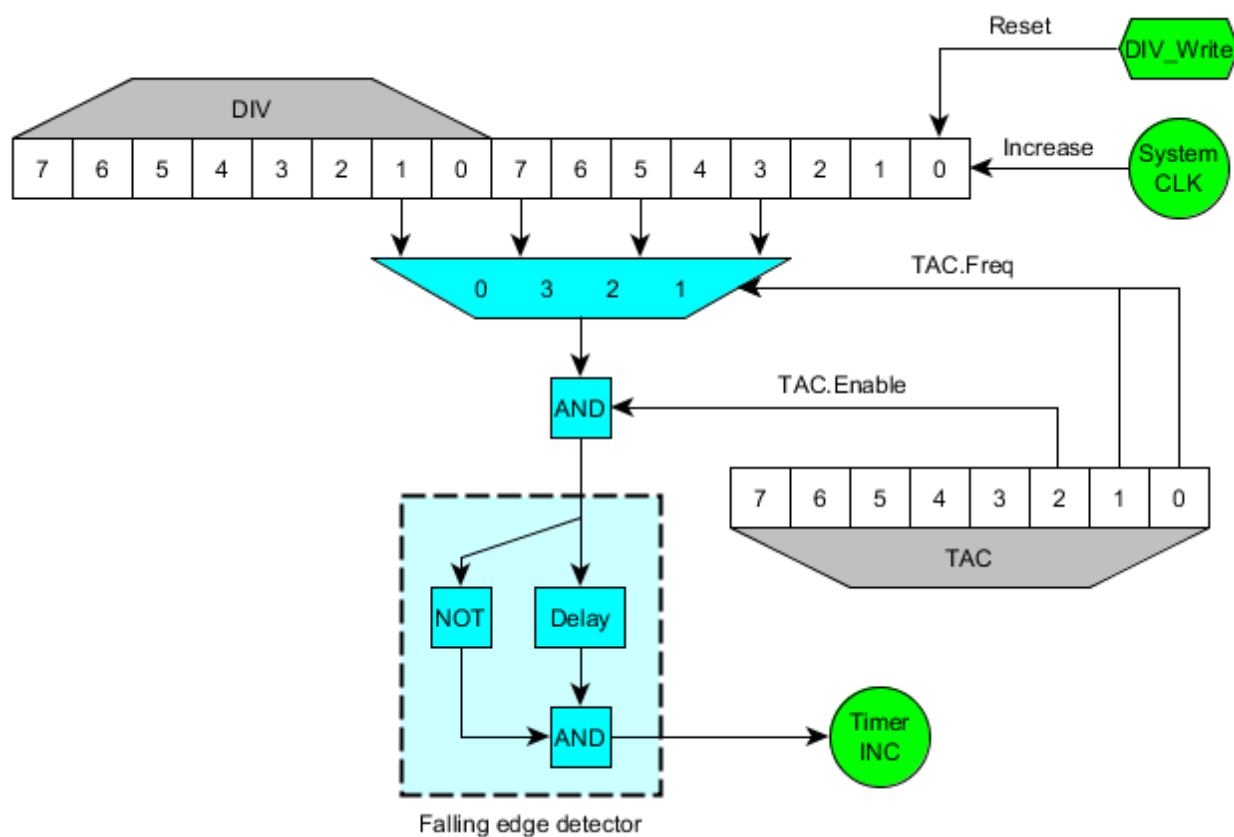 Reset
DIV_Write
DIV
7 6 5 4 3 2 1 0 7 6 5 4 3 2 1 0
Increase
System
CLK
TAC.Freq
0 3 2 1
AND
TAC.Enable
7 6 5 4 3 2 1 0
TAC
NOT
Delay
AND
Timer
INC
Falling edge detector